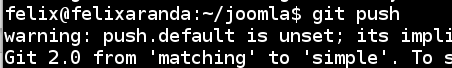 felix@felixaranda:~/joomla$ git push
warning: push.default is unset; its impli
Git 2.0 from 'matching' to 'simple'. To s